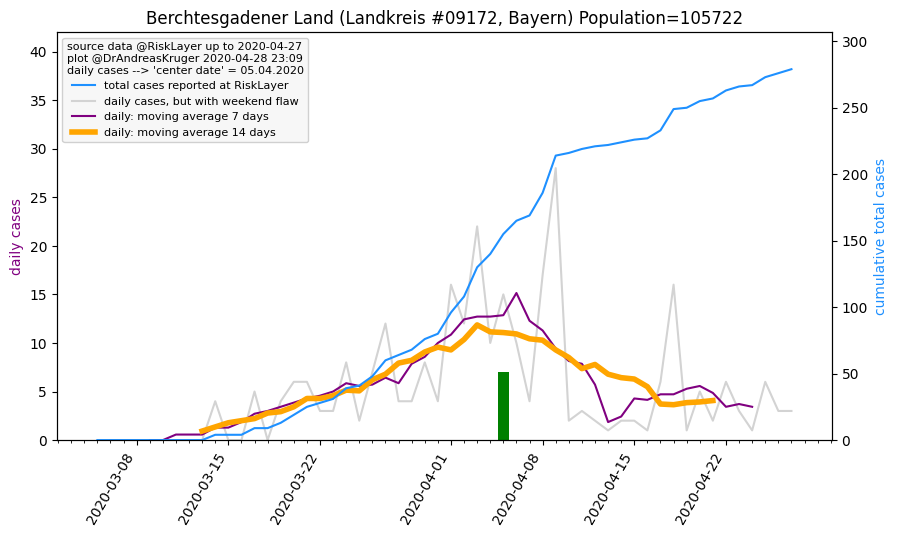 Berchtesgadener Land (Landkreis #09172, Bayern) Population=105722
source data @RiskLayer up to 2020-04-27
plot @DrAndreasKruger 2020-04-28 23:09
daily cases --> 'center date' = 05.04.2020
total cases reported at RiskLayer
daily cases, but with weekend flaw
daily: moving average 7 days
daily: moving average 14 days
daily cases
40
35
30
25
20
15
10
5
0
cumulative total cases
300
250
200
150
100
50
0
2020-03-08
2020-03-15
2020-03-22
2020-04-01
2020-04-08
2020-04-15
2020-04-22